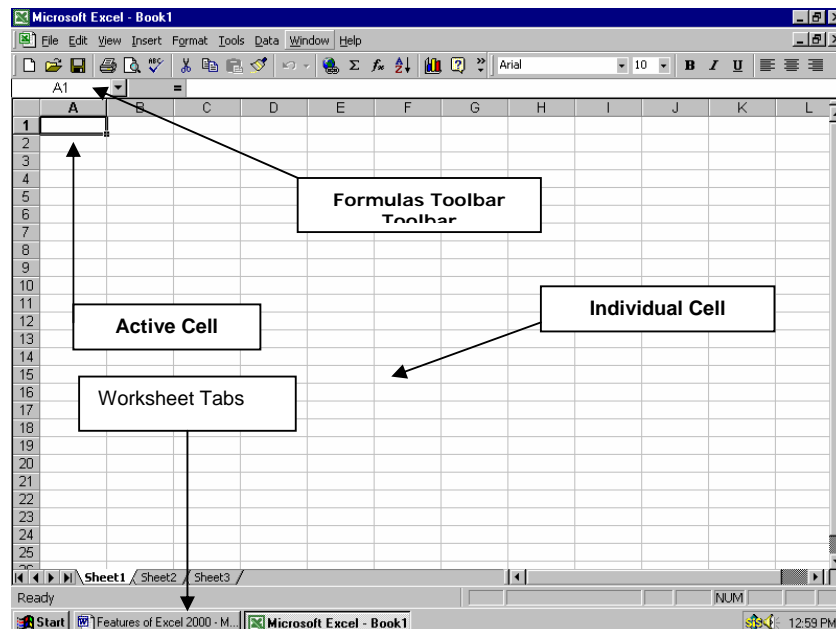 Microsoft Excel - Book1
File Edit View Insert Format Tools Data Window Help
Arial 10 B I U
A1 =
A B C D E F G H I J K L
1
2
3
4
5
Formulas Toolbar
6
Toolbar
7
8
9
10
11
Individual Cell
12
Active Cell
13
14
15
16
Worksheet Tabs
17
18
19
20
21
22
23
24
25
Sheet1 Sheet2 Sheet3
Ready NUM
Start Features of Excel 2000 - M... Microsoft Excel - Book1 12:59 PM